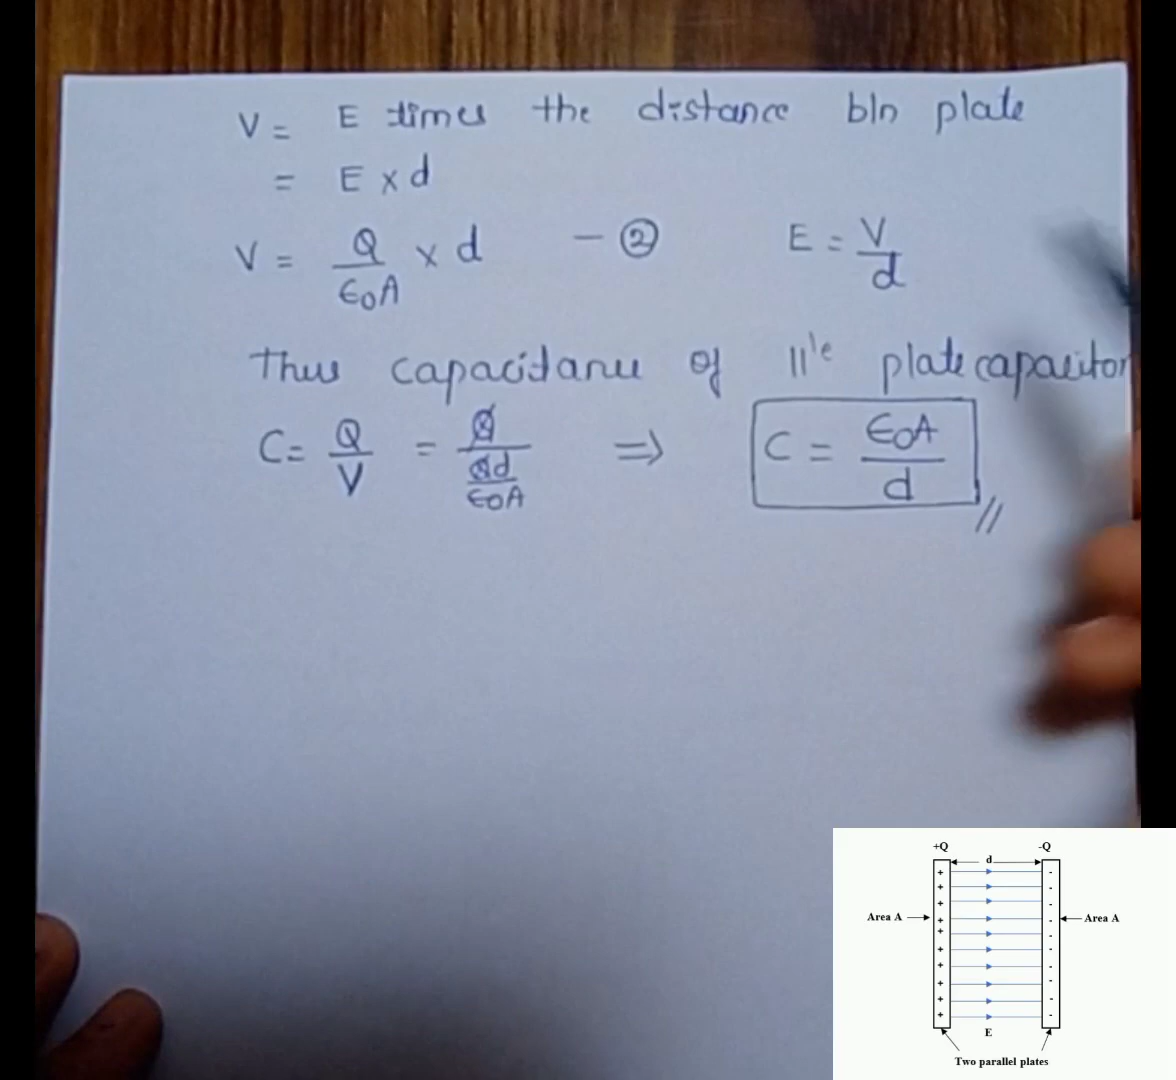 V = E times the distance b/n plate
= E x d
V = Q/ϵ0A x d — ② E = V/d
Thus capacitance of ||'le plate capacitor
C = Q/V = Q/(Qd/ϵ0A) ⇒ C = ϵ0A/d //
+Q -Q
d
+ -
+ -
+ -
Area A + - Area A
+ -
+ -
+ -
+ -
+ -
+ -
E
Two parallel plates